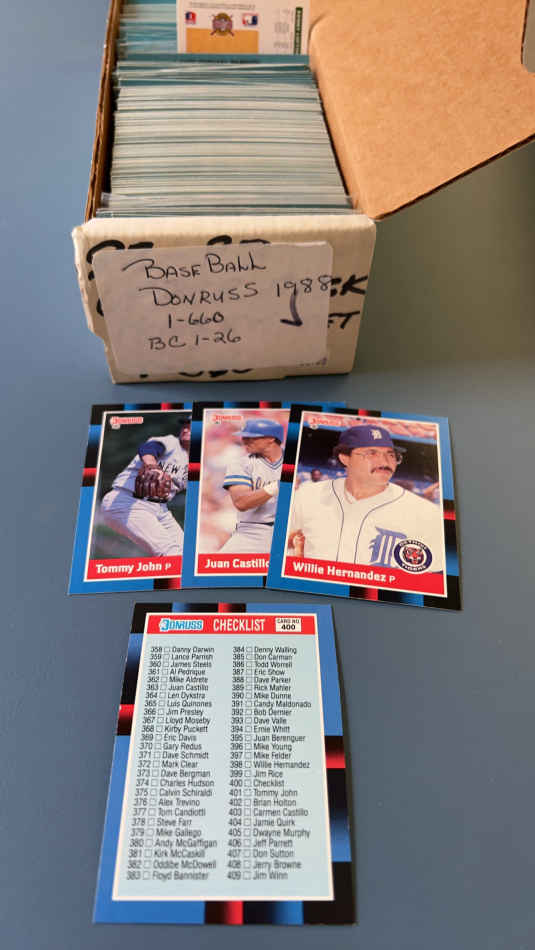 BASEBALL
DONRUSS 1988
1-660
BC 1-26
DONRUSS
Tommy John P
DONRUSS
Juan Castillo
DONRUSS
DETROIT
TIGERS
Willie Hernandez P
DONRUSS CHECKLIST CARD NO. 400
358 Danny Darwin
359 Lance Parrish
360 James Steels
361 Al Pedrique
362 Mike Aldrete
363 Juan Castillo
364 Len Dykstra
365 Luis Quinones
366 Jim Presley
367 Lloyd Moseby
368 Kirby Puckett
369 Eric Davis
370 Gary Redus
371 Dave Schmidt
372 Mark Clear
373 Dave Bergman
374 Charles Hudson
375 Calvin Schiraldi
376 Alex Trevino
377 Tom Candiotti
378 Steve Farr
379 Mike Gallego
380 Andy McGaffigan
381 Kirk McCaskill
382 Oddibe McDowell
383 Floyd Bannister
384 Denny Walling
385 Don Carman
386 Todd Worrell
387 Eric Show
388 Dave Parker
389 Rick Mahler
390 Mike Dunne
391 Candy Maldonado
392 Bob Dernier
393 Dave Valle
394 Ernie Whitt
395 Juan Berenguer
396 Mike Young
397 Mike Felder
398 Willie Hernandez
399 Jim Rice
400 Checklist
401 Tommy John
402 Brian Holton
403 Carmen Castillo
404 Jamie Quirk
405 Dwayne Murphy
406 Jeff Parrett
407 Don Sutton
408 Jerry Browne
409 Jim Winn